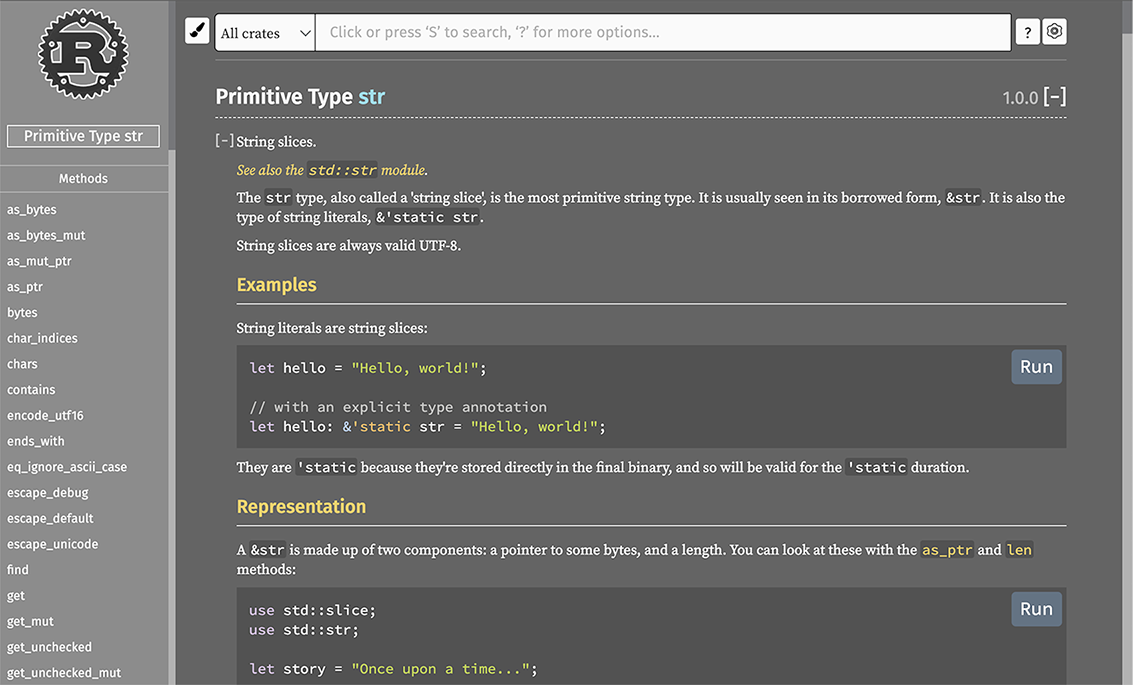 R
Primitive Type str
Methods
as_bytes
as_bytes_mut
as_mut_ptr
as_ptr
bytes
char_indices
chars
contains
encode_utf16
ends_with
eq_ignore_ascii_case
escape_debug
escape_default
escape_unicode
find
get
get_mut
get_unchecked
get_unchecked_mut
All crates
Click or press ‘S’ to search, ‘?’ for more options…
?
Primitive Type str
1.0.0 [−]
[−] String slices.
See also the std::str module.
The str type, also called a 'string slice', is the most primitive string type. It is usually seen in its borrowed form, &str. It is also the
type of string literals, &'static str.
String slices are always valid UTF-8.
Examples
String literals are string slices:
let hello = "Hello, world!";
Run
// with an explicit type annotation
let hello: &'static str = "Hello, world!";
They are 'static because they're stored directly in the final binary, and so will be valid for the 'static duration.
Representation
A &str is made up of two components: a pointer to some bytes, and a length. You can look at these with the as_ptr and len
methods:
use std::slice;
Run
use std::str;
let story = "Once upon a time...";